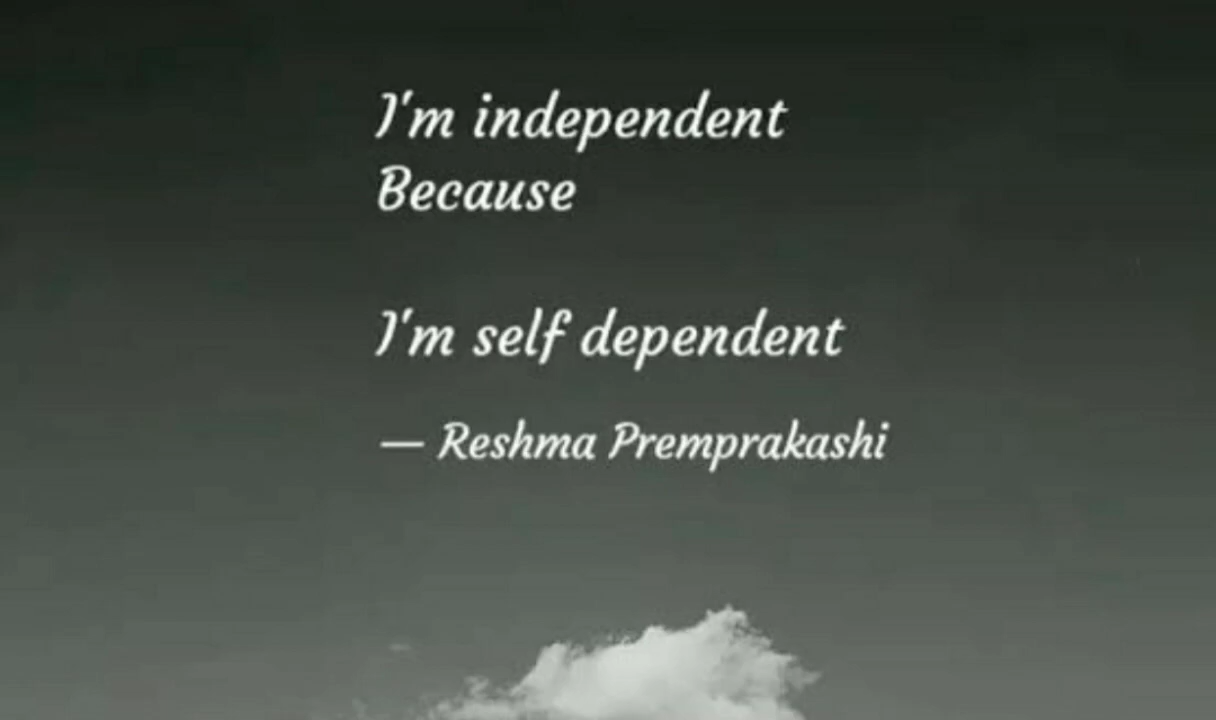 I'm independent
Because
I'm self dependent
— Reshma Premprakashi